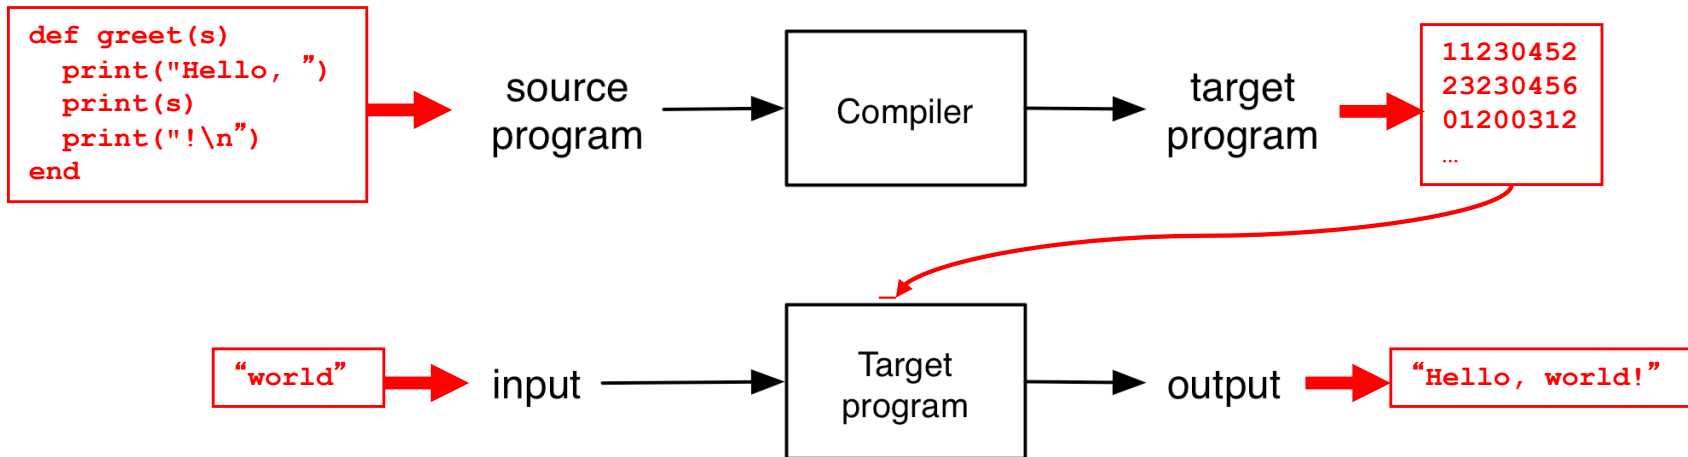 def greet(s)
  print("Hello, ”)
  print(s)
  print("!\n”)
end
source
program
Compiler
target
program
11230452
23230456
01200312
…
“world”
input
Target
program
output
“Hello, world!”